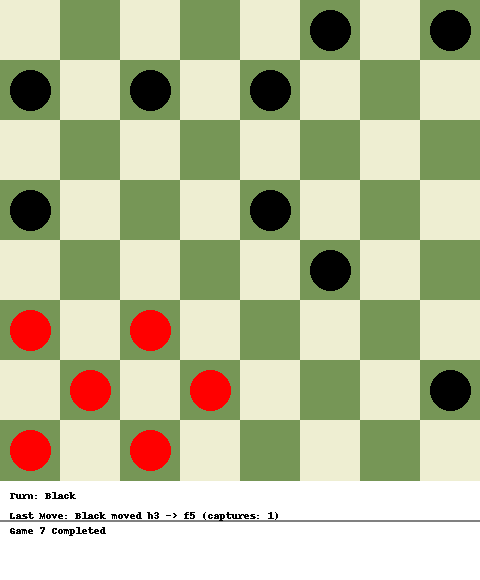 Turn: Black
Last Move: Black moved h3 -> f5 (captures: 1)
Game 7 Completed